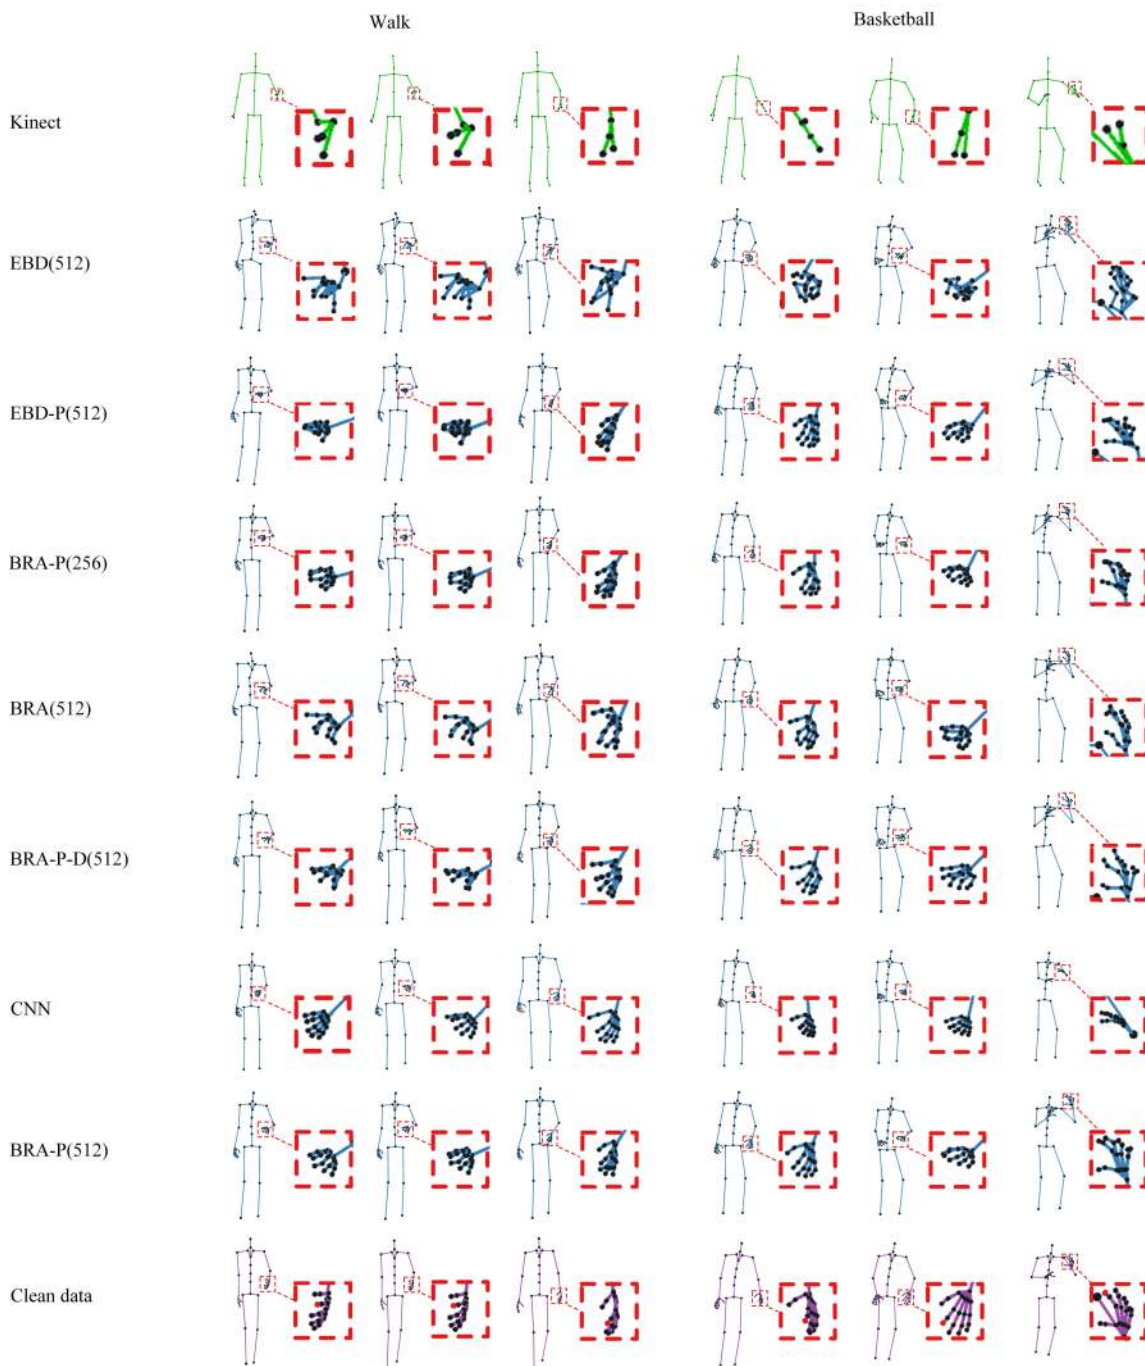 Walk Basketball
Kinect
EBD(512)
EBD-P(512)
BRA-P(256)
BRA(512)
BRA-P-D(512)
CNN
BRA-P(512)
Clean data